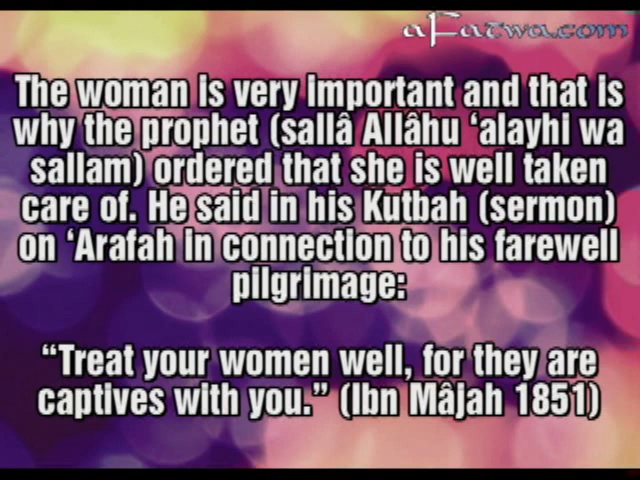 aFatwa.com
The woman is very important and that is
why the prophet (sallâ Allâhu ‘alayhi wa
sallam) ordered that she is well taken
care of. He said in his Kutbah (sermon)
on ‘Arafah in connection to his farewell
pilgrimage:
“Treat your women well, for they are
captives with you.” (Ibn Mâjah 1851)